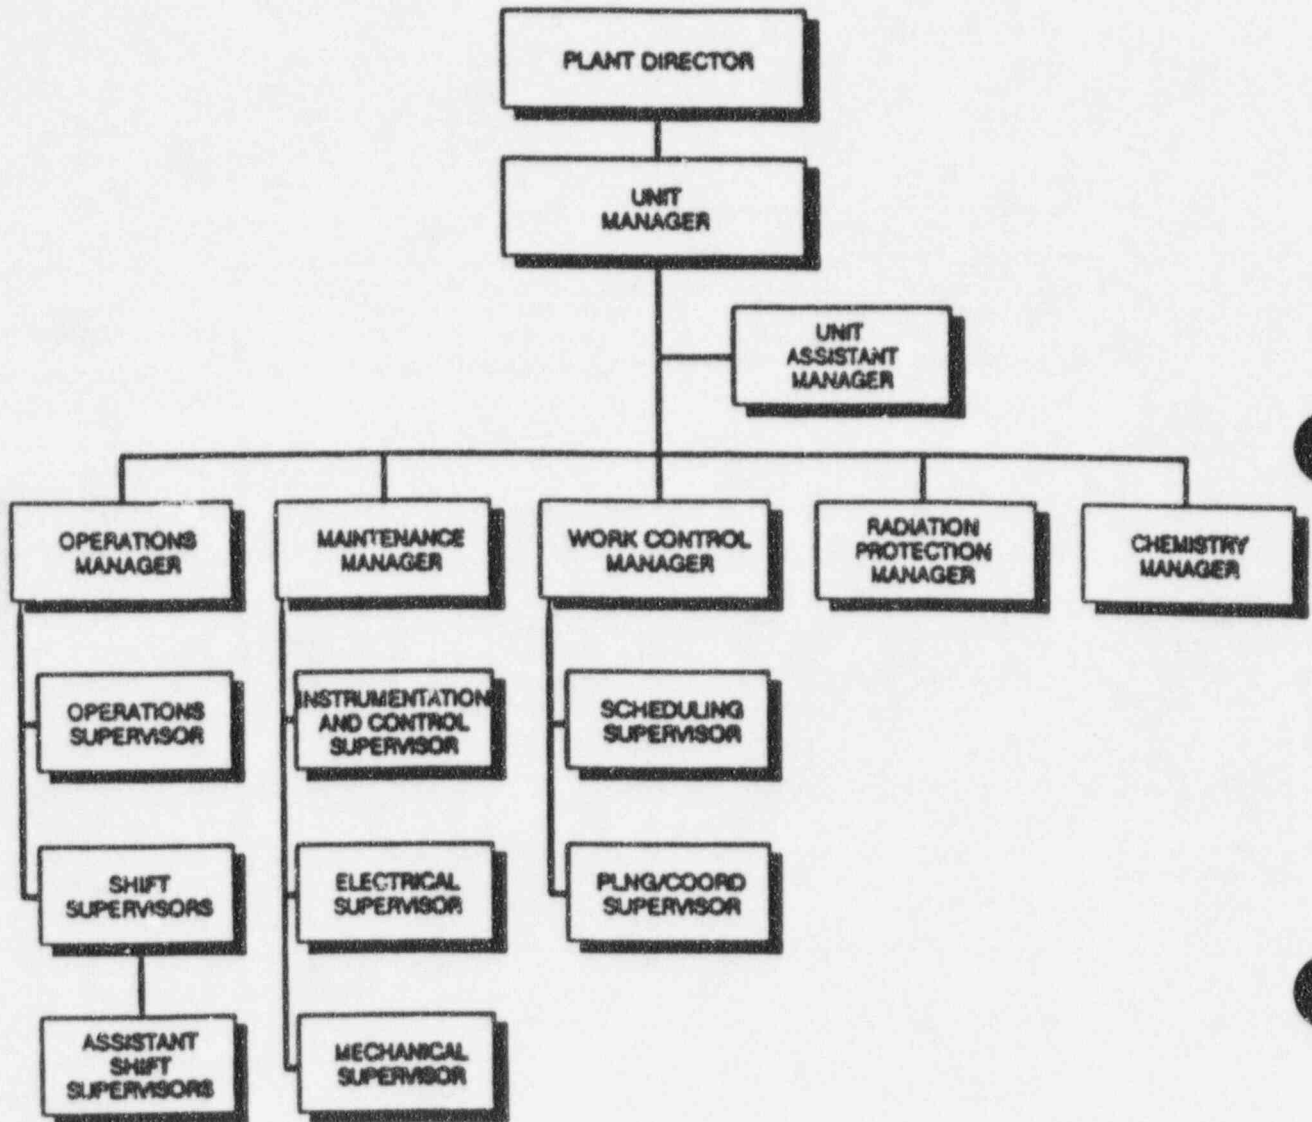 PLANT DIRECTOR
UNIT
MANAGER
UNIT
ASSISTANT
MANAGER
OPERATIONS
MANAGER
MAINTENANCE
MANAGER
WORK CONTROL
MANAGER
RADIATION
PROTECTION
MANAGER
CHEMISTRY
MANAGER
OPERATIONS
SUPERVISOR
INSTRUMENTATION
AND CONTROL
SUPERVISOR
SCHEDULING
SUPERVISOR
SHIFT
SUPERVISORS
ELECTRICAL
SUPERVISOR
PLNG/COORD
SUPERVISOR
ASSISTANT
SHIFT
SUPERVISORS
MECHANICAL
SUPERVISOR